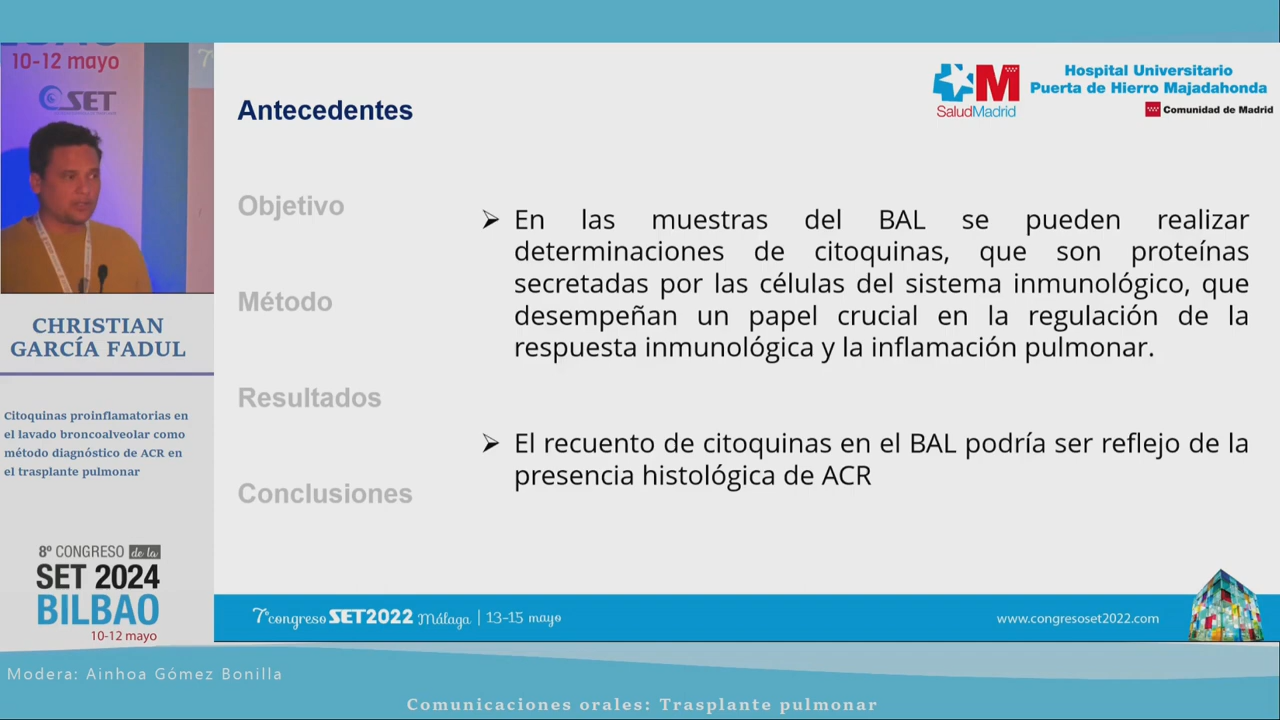 10-12 mayo
SET
CHRISTIAN
GARCÍA FADUL
Citoquinas proinflamatorias en
el lavado broncoalveolar como
método diagnóstico de ACR en
el trasplante pulmonar
8º CONGRESO de la
SET 2024
BILBAO
10-12 mayo
Antecedentes
Objetivo
Método
Resultados
Conclusiones
SaludMadrid
Hospital Universitario
Puerta de Hierro Majadahonda
Comunidad de Madrid
En las muestras del BAL se pueden realizar
determinaciones de citoquinas, que son proteínas
secretadas por las células del sistema inmunológico, que
desempeñan un papel crucial en la regulación de la
respuesta inmunológica y la inflamación pulmonar.
El recuento de citoquinas en el BAL podría ser reflejo de la
presencia histológica de ACR
7º congreso SET2022 Málaga | 13-15 mayo
www.congresoset2022.com
Modera: Ainhoa Gómez Bonilla
Comunicaciones orales: Trasplante pulmonar